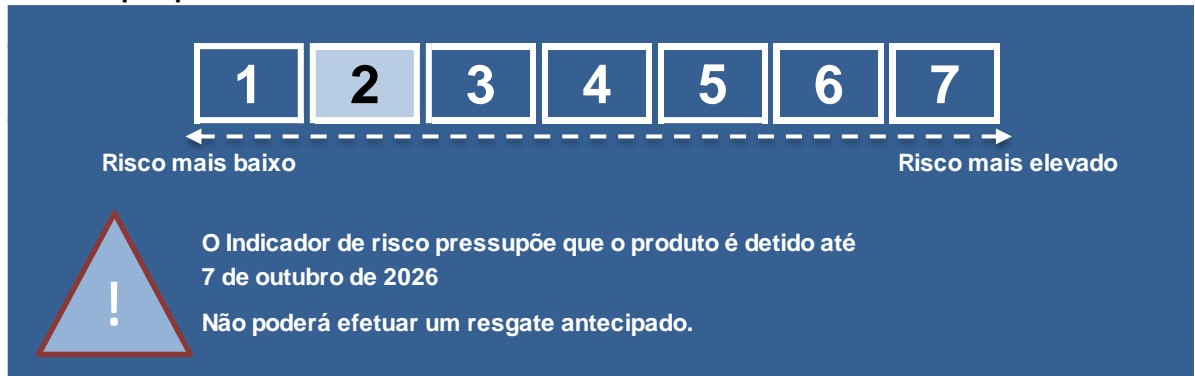 1 2 3 4 5 6 7
Risco mais baixo Risco mais elevado
O Indicador de risco pressupõe que o produto é detido até
7 de outubro de 2026
!
Não poderá efetuar um resgate antecipado.